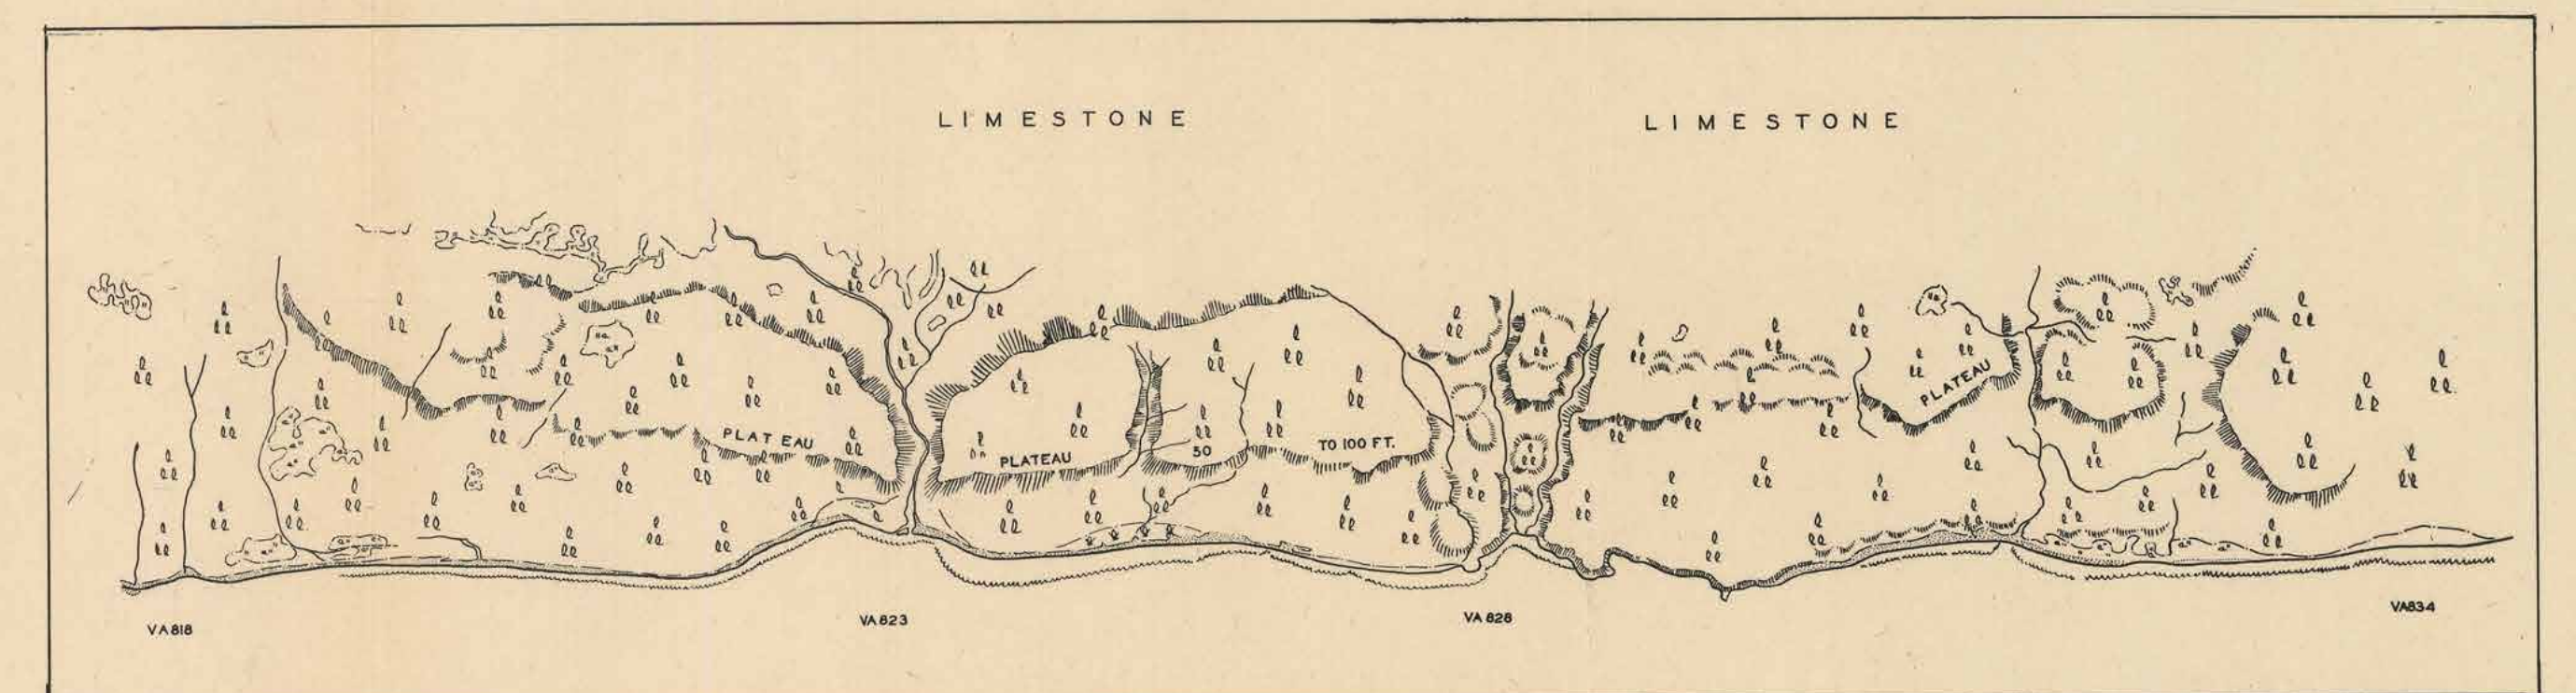 LIMESTONE
LIMESTONE
PLATEAU
PLATEAU
PLATEAU
50
TO 100 FT.
VA818
VA823
VA828
VA834